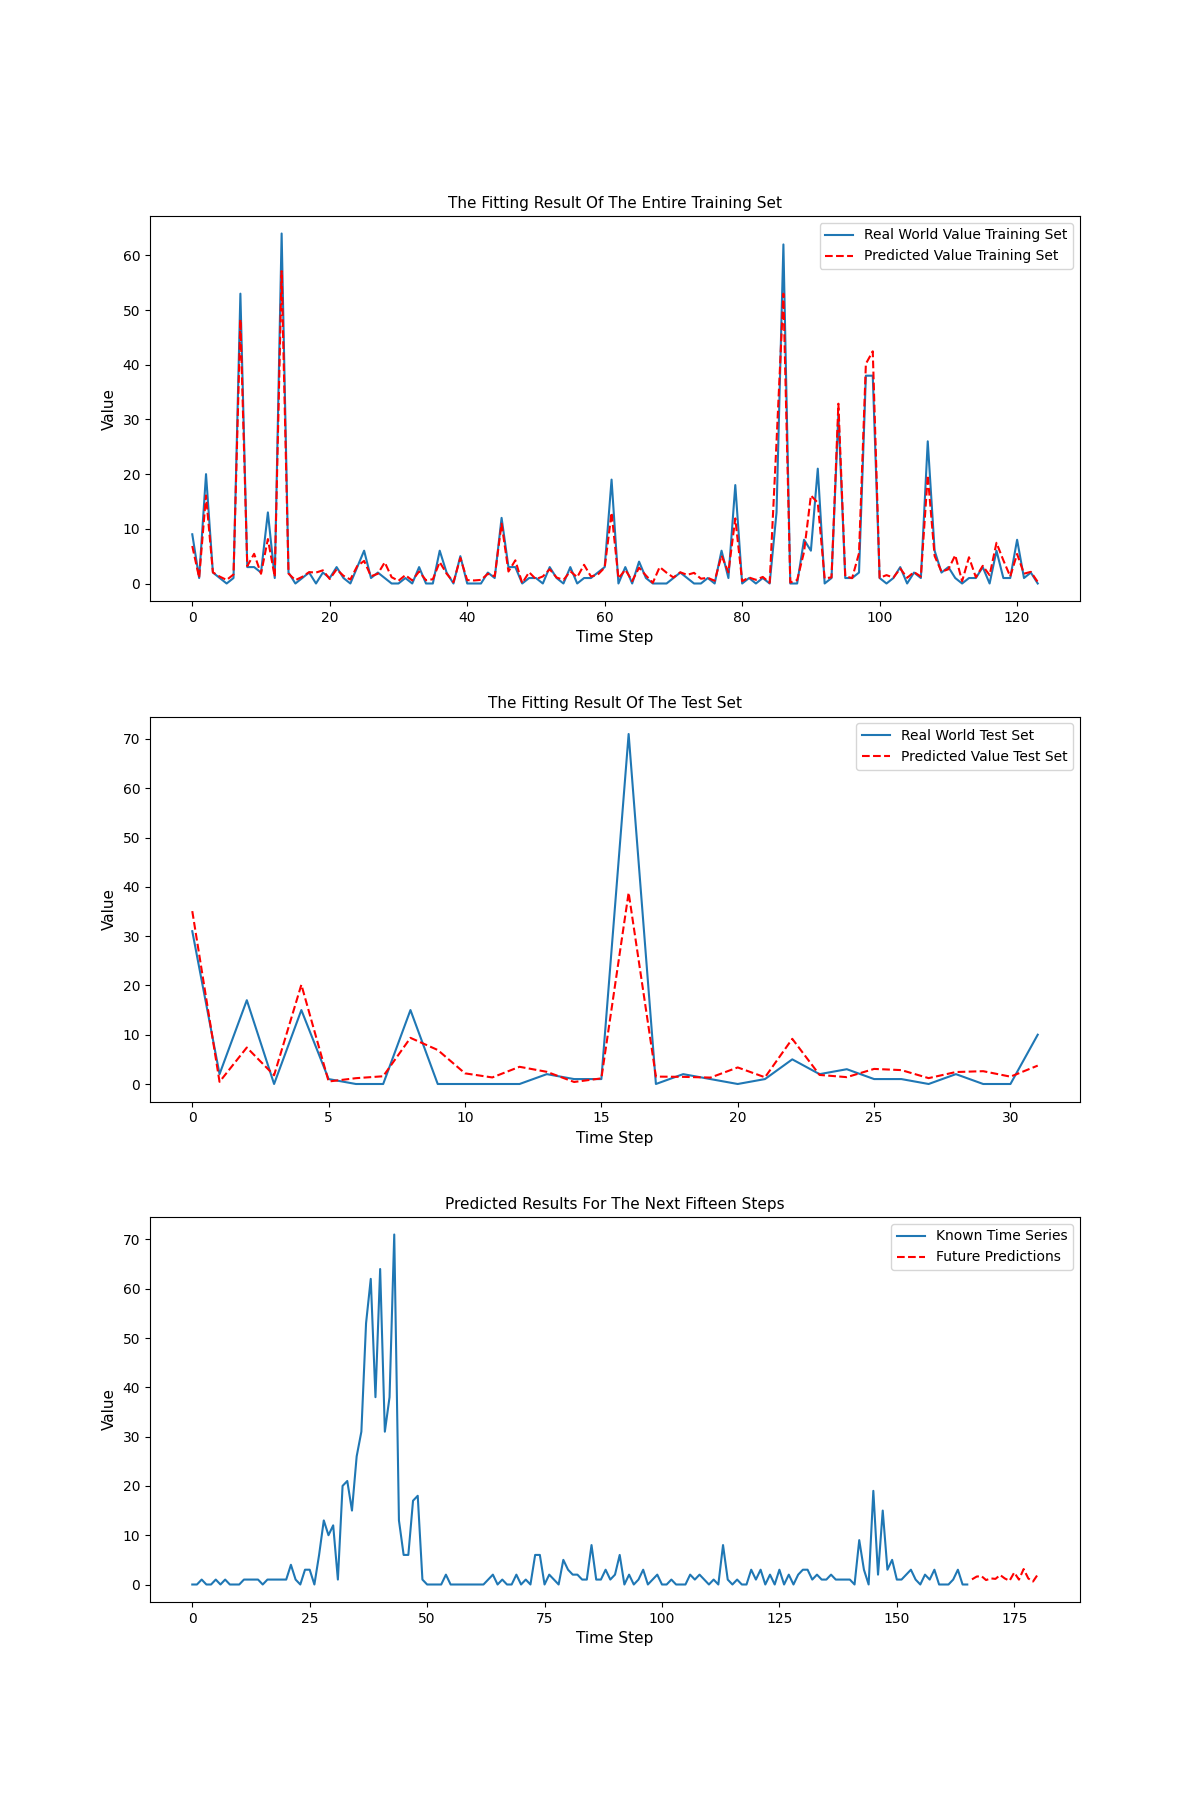 The Fitting Result Of The Entire Training Set
Real World Value Training Set
Predicted Value Training Set
60
50
40
30
20
10
0
Value
0 20 40 60 80 100 120
Time Step
The Fitting Result Of The Test Set
Real World Test Set
Predicted Value Test Set
70
60
50
40
30
20
10
0
Value
0 5 10 15 20 25 30
Time Step
Predicted Results For The Next Fifteen Steps
Known Time Series
Future Predictions
70
60
50
40
30
20
10
0
Value
0 25 50 75 100 125 150 175
Time Step